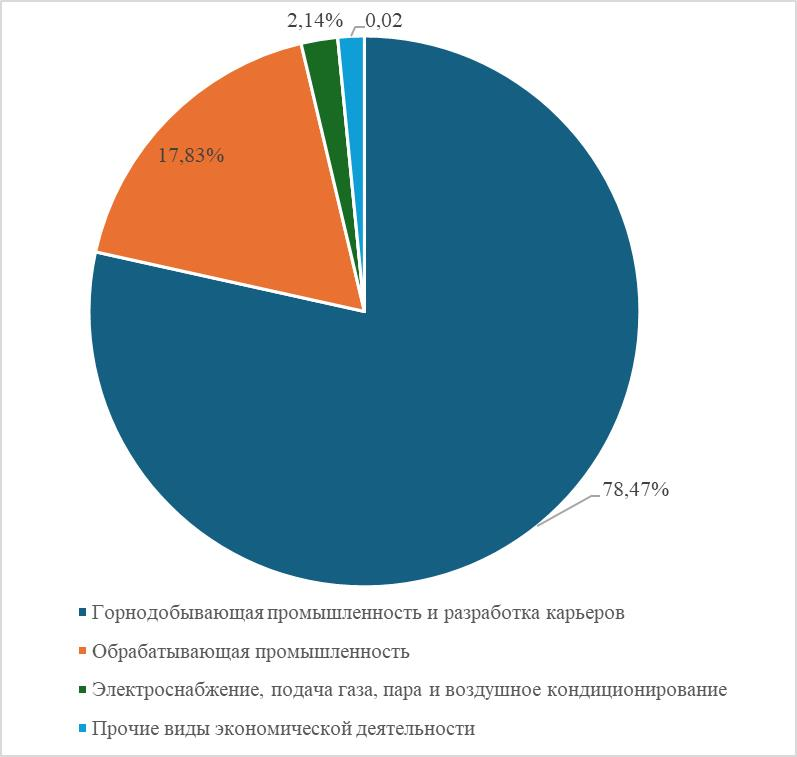 2,14%
0,02
17,83%
78,47%
Горнодобывающая промышленность и разработка карьеров
Обрабатывающая промышленность
Электроснабжение, подача газа, пара и воздушное кондиционирование
Прочие виды экономической деятельности